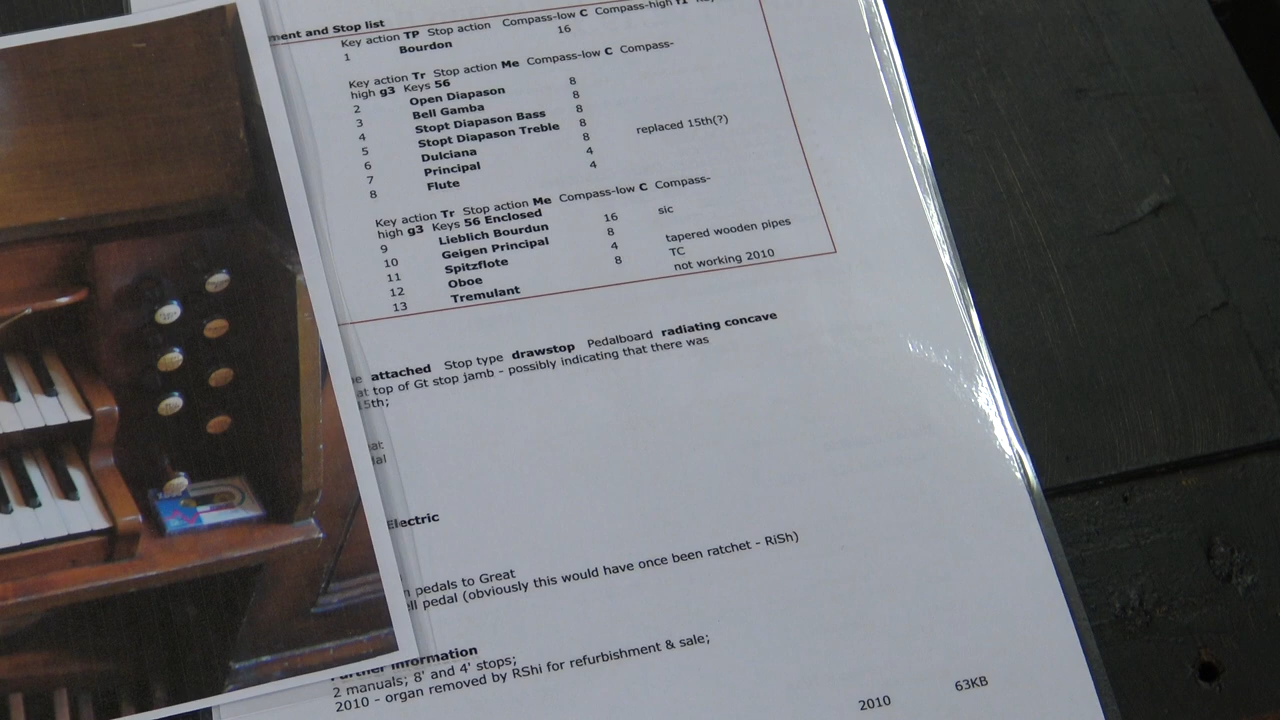 ment and Stop list
Key action TP Stop action Compass-low C Compass-high
1 Bourdon 16
Key action Tr Stop action Me Compass-low C Compass-
high g3 Keys 56
2 Open Diapason 8
3 Bell Gamba 8
4 Stopt Diapason Bass 8
5 Stopt Diapason Treble 8
6 Dulciana 8 replaced 15th(?)
7 Principal 4
8 Flute 4
Key action Tr Stop action Me Compass-low C Compass-
high g3 Keys 56 Enclosed
9 Lieblich Bourdun 16 sic
10 Geigen Principal 8
11 Spitzflote 4 tapered wooden pipes
12 Oboe 8 TC
13 Tremulant not working 2010
attached Stop type drawstop Pedalboard radiating concave
at top of Gt stop jamb - possibly indicating that there was
5th;
Electric
pedals to Great
pedal (obviously this would have once been ratchet - RiSh)
Further Information
2 manuals; 8' and 4' stops;
2010 - organ removed by RShi for refurbishment & sale;
2010 63KB